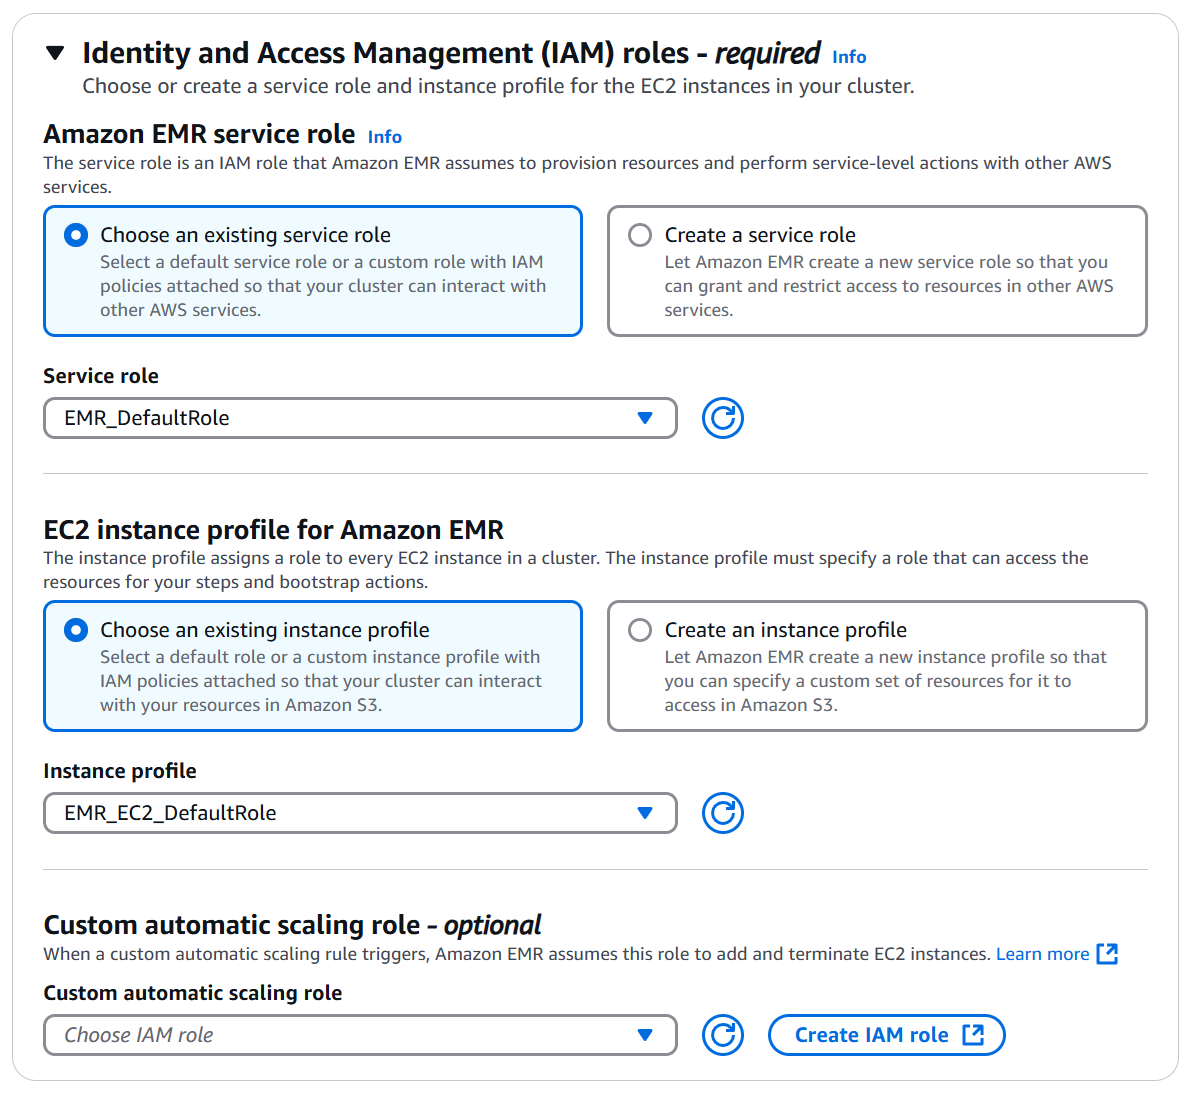 Identity and Access Management (IAM) roles - required Info
Choose or create a service role and instance profile for the EC2 instances in your cluster.
Amazon EMR service role Info
The service role is an IAM role that Amazon EMR assumes to provision resources and perform service-level actions with other AWS
services.
Choose an existing service role
Select a default service role or a custom role with IAM
policies attached so that your cluster can interact with
other AWS services.
Create a service role
Let Amazon EMR create a new service role so that you
can grant and restrict access to resources in other AWS
services.
Service role
EMR_DefaultRole
EC2 instance profile for Amazon EMR
The instance profile assigns a role to every EC2 instance in a cluster. The instance profile must specify a role that can access the
resources for your steps and bootstrap actions.
Choose an existing instance profile
Select a default role or a custom instance profile with
IAM policies attached so that your cluster can interact
with your resources in Amazon S3.
Create an instance profile
Let Amazon EMR create a new instance profile so that
you can specify a custom set of resources for it to
access in Amazon S3.
Instance profile
EMR_EC2_DefaultRole
Custom automatic scaling role - optional
When a custom automatic scaling rule triggers, Amazon EMR assumes this role to add and terminate EC2 instances. Learn more
Custom automatic scaling role
Choose IAM role
Create IAM role